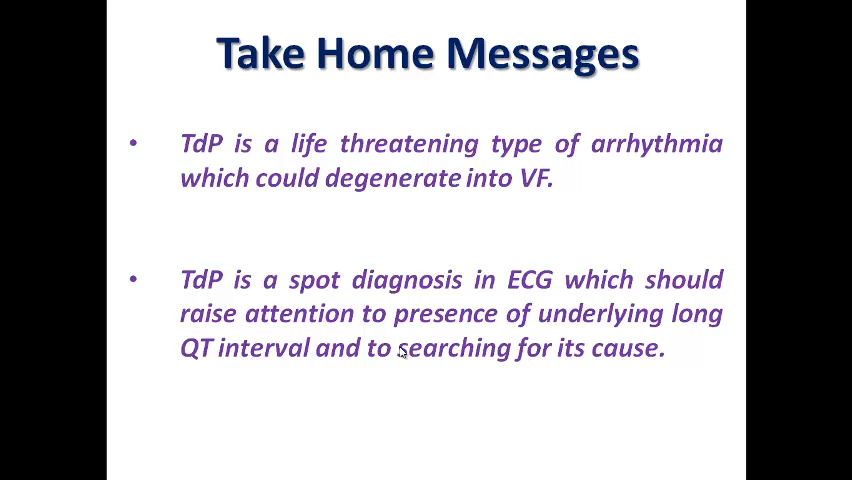 Take Home Messages
• TdP is a life threatening type of arrhythmia
which could degenerate into VF.
• TdP is a spot diagnosis in ECG which should
raise attention to presence of underlying long
QT interval and to searching for its cause.